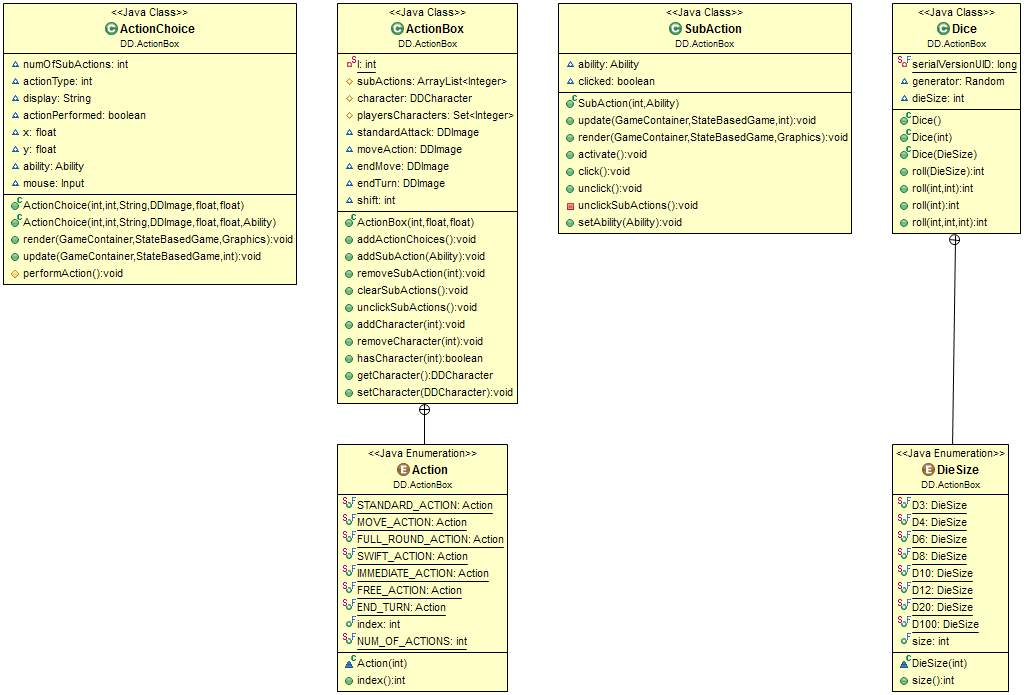 <<Java Class>>
ActionChoice
DD.ActionBox
numOfSubActions: int
actionType: int
display: String
actionPerformed: boolean
x: float
y: float
ability: Ability
mouse: Input
ActionChoice(int,int,String,DDImage,float,float)
ActionChoice(int,int,String,DDImage,float,float,Ability)
render(GameContainer,StateBasedGame,Graphics):void
update(GameContainer,StateBasedGame,int):void
performAction():void
<<Java Class>>
ActionBox
DD.ActionBox
I: int
subActions: ArrayList<Integer>
character: DDCharacter
playersCharacters: Set<Integer>
standardAttack: DDImage
moveAction: DDImage
endMove: DDImage
endTurn: DDImage
shift: int
ActionBox(int,float,float)
addActionChoices():void
addSubAction(Ability):void
removeSubAction(int):void
clearSubActions():void
unclickSubActions():void
addCharacter(int):void
removeCharacter(int):void
hasCharacter(int):boolean
getCharacter():DDCharacter
setCharacter(DDCharacter):void
<<Java Class>>
SubAction
DD.ActionBox
ability: Ability
clicked: boolean
SubAction(int,Ability)
update(GameContainer,StateBasedGame,int):void
render(GameContainer,StateBasedGame,Graphics):void
activate():void
click():void
unclick():void
unclickSubActions():void
setAbility(Ability):void
<<Java Class>>
Dice
DD.ActionBox
serialVersionUID: long
generator: Random
dieSize: int
Dice()
Dice(int)
Dice(DieSize)
roll(DieSize):int
roll(int,int):int
roll(int):int
roll(int,int,int):int
<<Java Enumeration>>
Action
DD.ActionBox
STANDARD_ACTION: Action
MOVE_ACTION: Action
FULL_ROUND_ACTION: Action
SWIFT_ACTION: Action
IMMEDIATE_ACTION: Action
FREE_ACTION: Action
END_TURN: Action
index: int
NUM_OF_ACTIONS: int
Action(int)
index():int
<<Java Enumeration>>
DieSize
DD.ActionBox
D3: DieSize
D4: DieSize
D6: DieSize
D8: DieSize
D10: DieSize
D12: DieSize
D20: DieSize
D100: DieSize
size: int
DieSize(int)
size():int